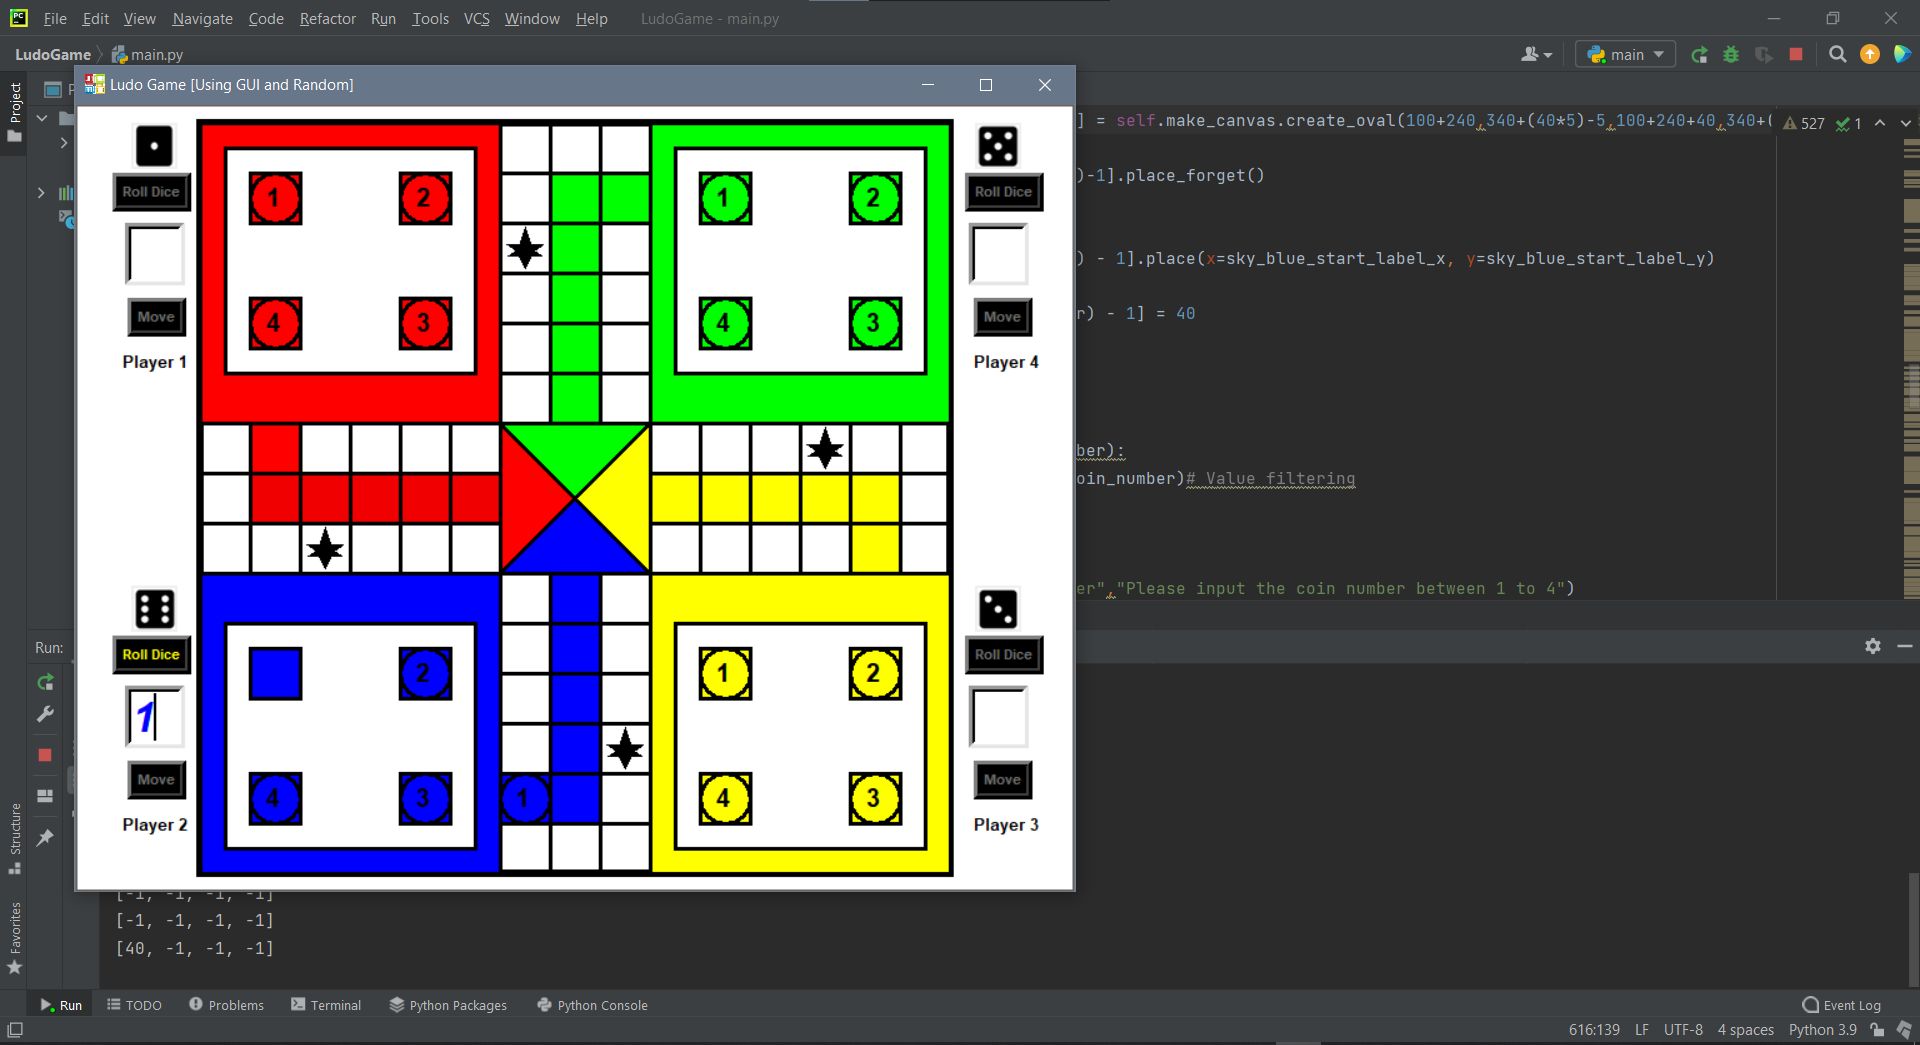 File Edit View Navigate Code Refactor Run Tools VCS Window Help LudoGame - main.py
LudoGame main.py
main
Project
Ludo Game [Using GUI and Random]
] = self.make_canvas.create_oval(100+240,340+(40*5)-5,100+240+40,340+(
527 1
)-1].place_forget()
) - 1].place(x=sky_blue_start_label_x, y=sky_blue_start_label_y)
r) - 1] = 40
ber):
oin_number)# Value filtering
er","Please input the coin number between 1 to 4")
Roll Dice
Move
Player 1
1 2
4 3
1 2
4 3
Roll Dice
Move
Player 4
Roll Dice
1
Move
Player 2
2
4 3 1
1 2
4 3
Roll Dice
Move
Player 3
Run:
Structure
Favorites
[-1, -1, -1, -1]
[-1, -1, -1, -1]
[40, -1, -1, -1]
Run TODO Problems Terminal Python Packages Python Console Event Log
616:139 LF UTF-8 4 spaces Python 3.9